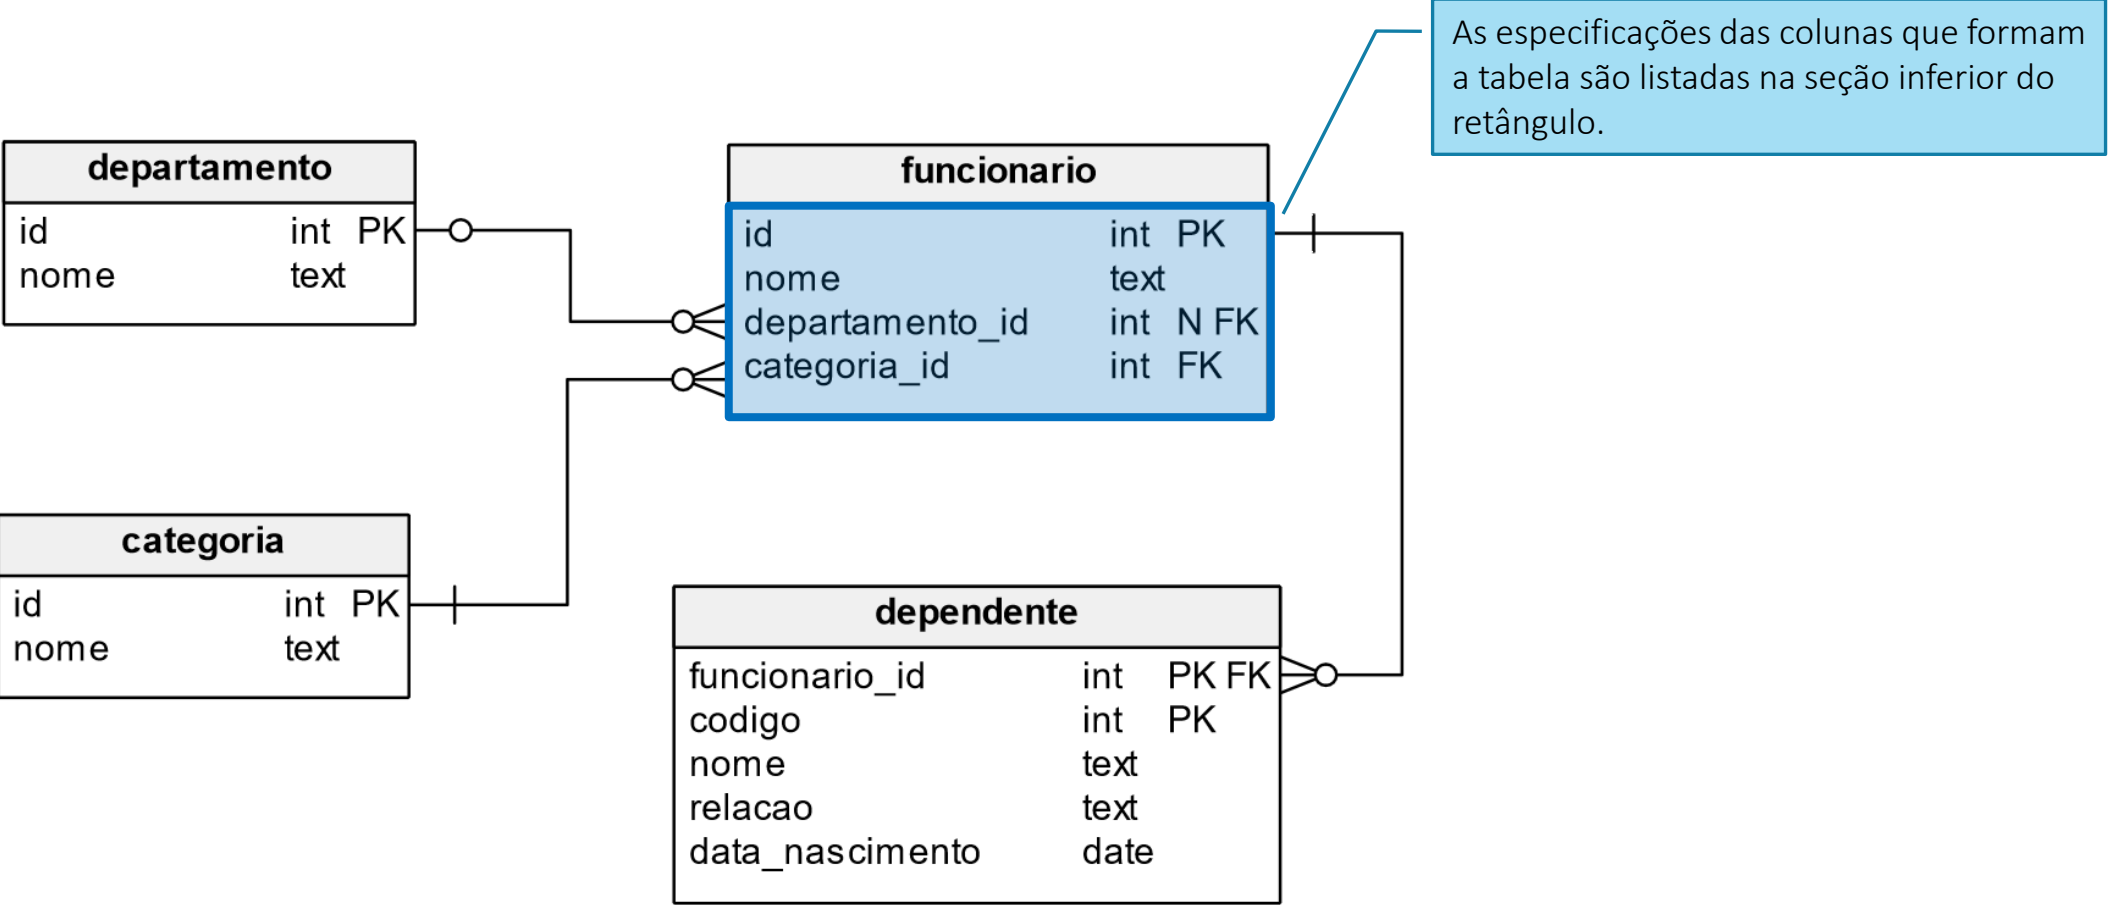 As especificações das colunas que formam
a tabela são listadas na seção inferior do
retângulo.
departamento
id int PK
nome text
funcionario
id int PK
nome text
departamento_id int N FK
categoria_id int FK
categoria
id int PK
nome text
dependente
funcionario_id int PK FK
codigo int PK
nome text
relacao text
data_nascimento date